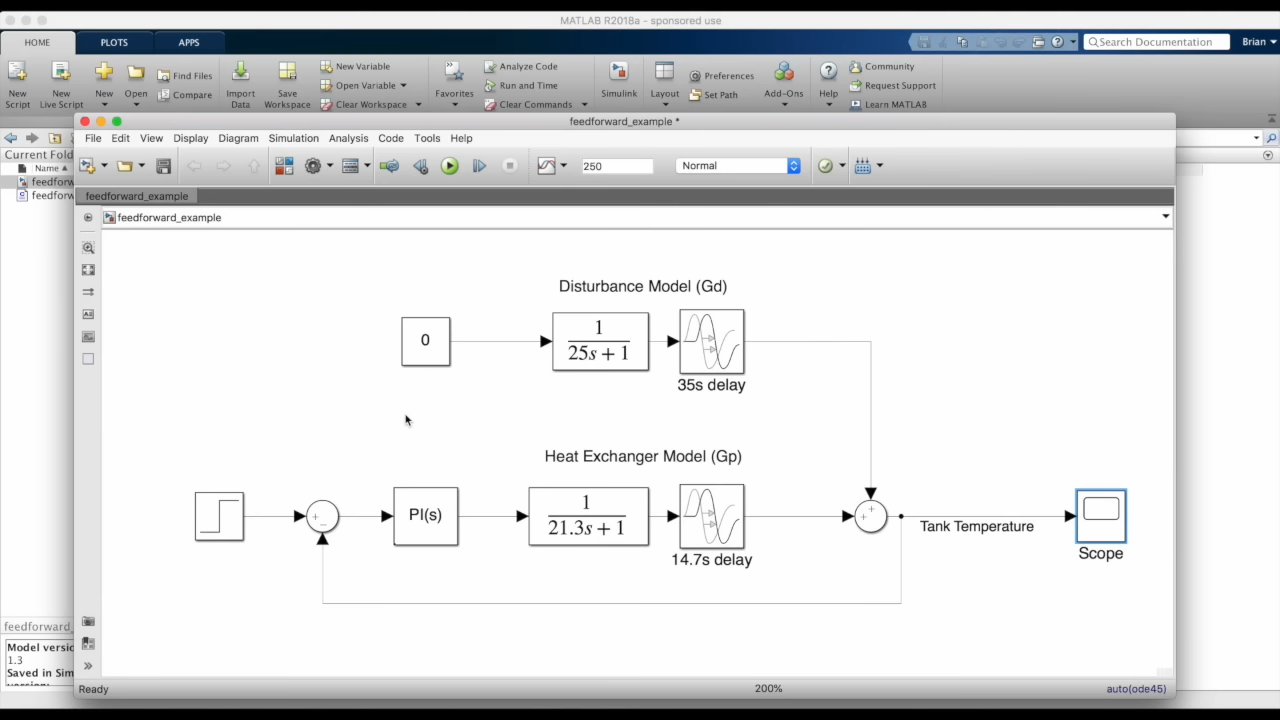 MATLAB R2018a - sponsored use
HOME PLOTS APPS
Search Documentation Brian
New Script
New Live Script
New
Open
Find Files
Compare
Import Data
Save Workspace
New Variable
Open Variable
Clear Workspace
Favorites
Analyze Code
Run and Time
Clear Commands
Simulink
Layout
Preferences
Set Path
Add-Ons
Help
Community
Request Support
Learn MATLAB
feedforward_example *
File Edit View Display Diagram Simulation Analysis Code Tools Help
250 Normal
Current Fold
Name
feedforw
feedforw
feedforward_example
feedforward_example
Disturbance Model (Gd)
0
1
25s + 1
35s delay
Heat Exchanger Model (Gp)
+
−
PI(s)
1
21.3s + 1
14.7s delay
+
+
Tank Temperature
Scope
feedforward_
Model versio
1.3
Saved in Sim
Ready 200% auto(ode45)